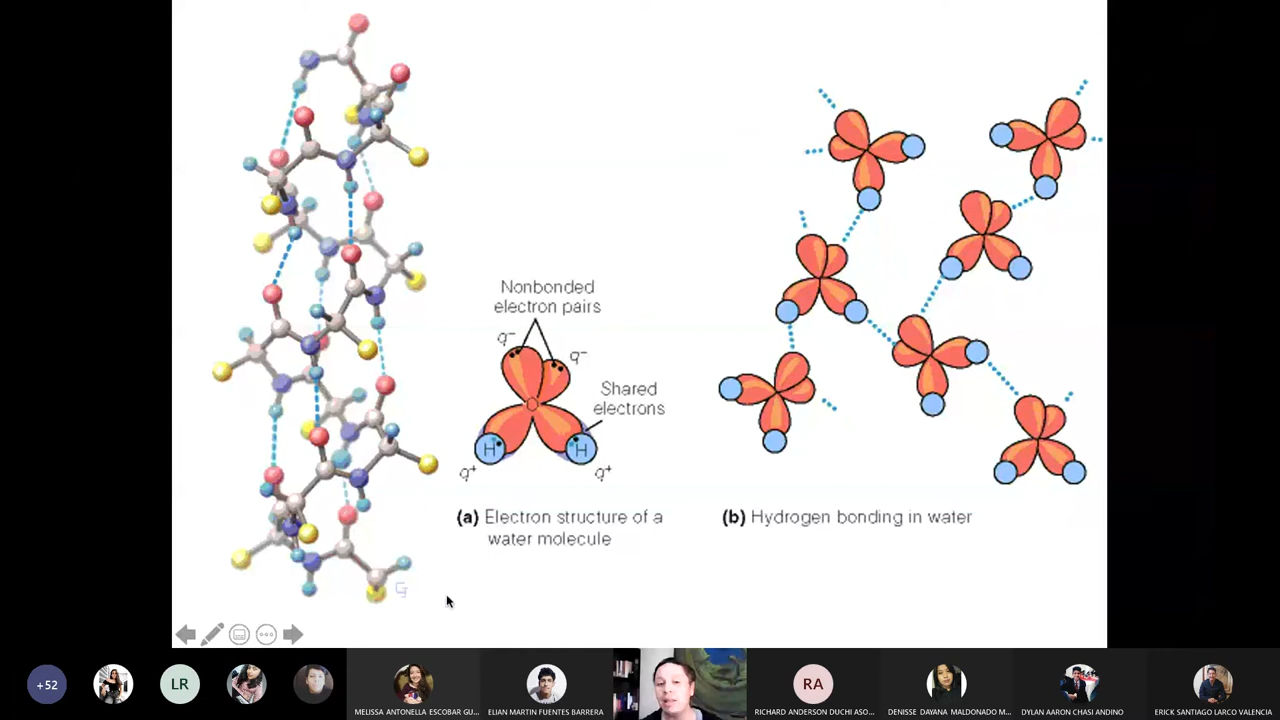 Nonbonded
electron pairs
q⁻
q⁻
Shared
electrons
H
H
q⁺
q⁺
(a) Electron structure of a
water molecule
(b) Hydrogen bonding in water
+52
LR
RA
MELISSA ANTONELLA ESCOBAR GU...
ELIAN MARTIN FUENTES BARRERA
RICHARD ANDERSON DUCHI ASO...
DENISSE DAYANA MALDONADO M...
DYLAN AARON CHASI ANDINO
ERICK SANTIAGO LARCO VALENCIA